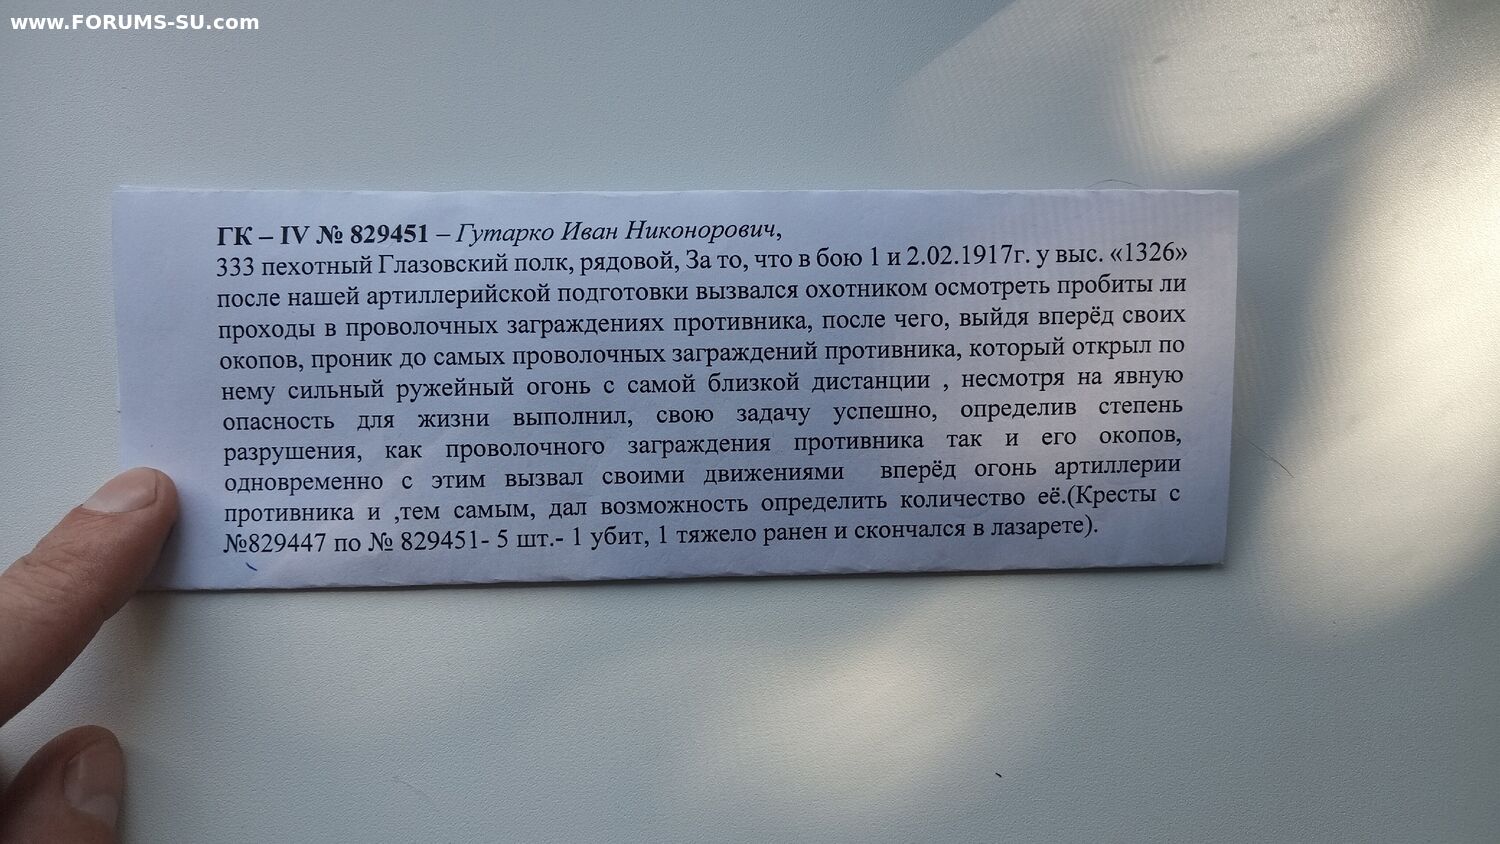 www.FORUMS-SU.com
ГК – IV № 829451 – Гутарко Иван Никонорович,
333 пехотный Глазовский полк, рядовой, За то, что в бою 1 и 2.02.1917г. у выс. «1326»
после нашей артиллерийской подготовки вызвался охотником осмотреть пробиты ли
проходы в проволочных заграждениях противника, после чего, выйдя вперёд своих
окопов, проник до самых проволочных заграждений противника, который открыл по
нему сильный ружейный огонь с самой близкой дистанции , несмотря на явную
опасность для жизни выполнил, свою задачу успешно, определив степень
разрушения, как проволочного заграждения противника так и его окопов,
одновременно с этим вызвал своими движениями вперёд огонь артиллерии
противника и ,тем самым, дал возможность определить количество её.(Кресты с
№829447 по № 829451- 5 шт.- 1 убит, 1 тяжело ранен и скончался в лазарете).